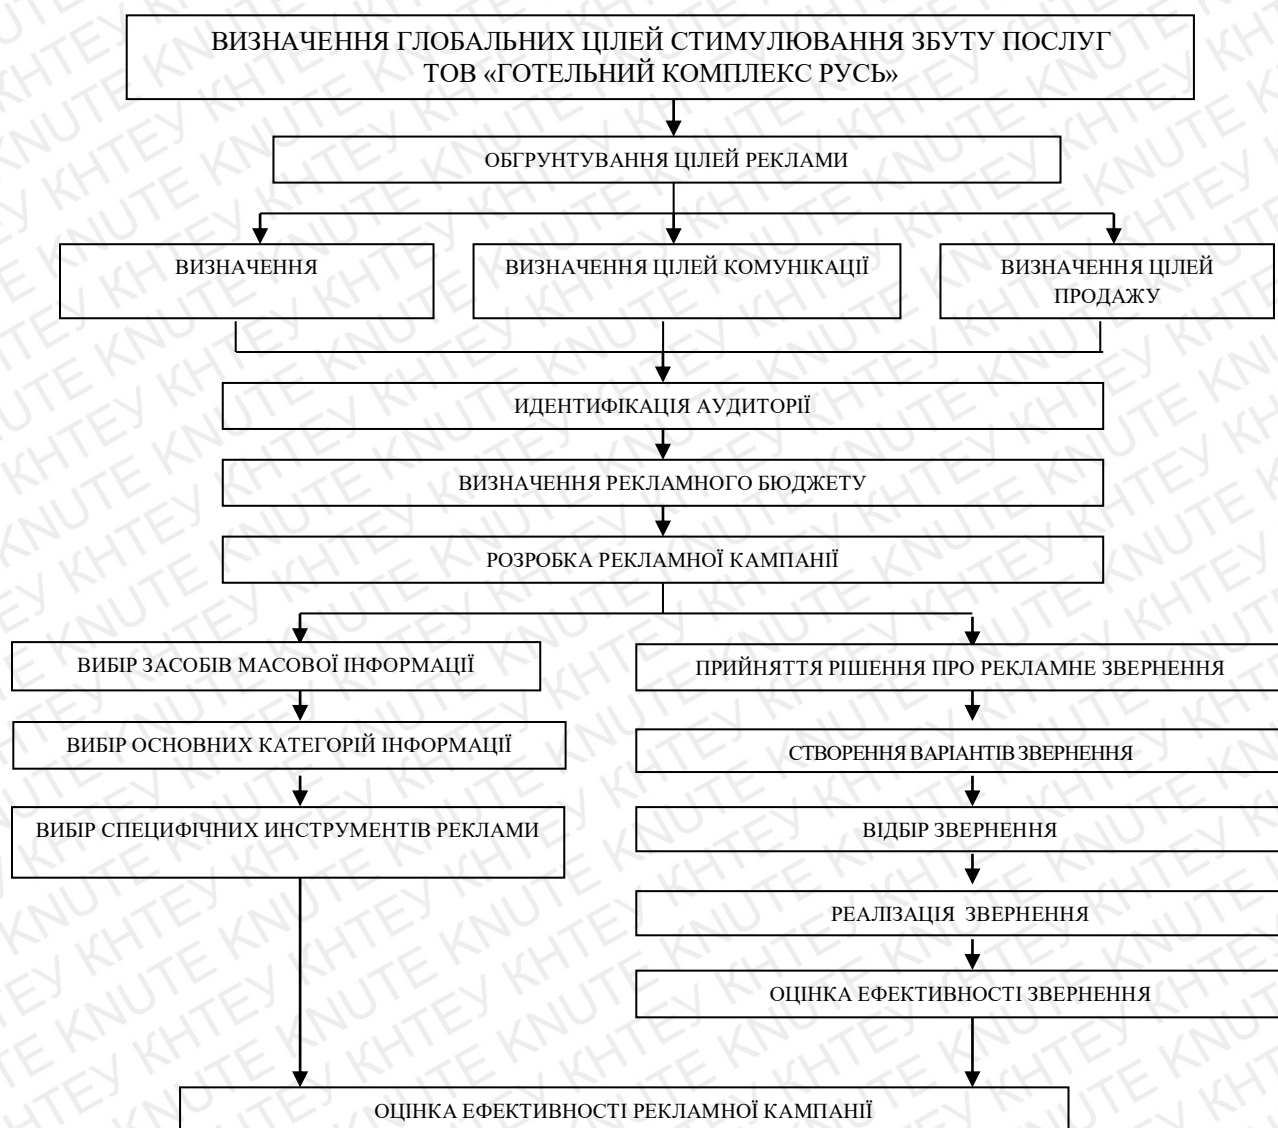 ВИЗНАЧЕННЯ ГЛОБАЛЬНИХ ЦІЛЕЙ СТИМУЛЮВАННЯ ЗБУТУ ПОСЛУГ
ТОВ «ГОТЕЛЬНИЙ КОМПЛЕКС РУСЬ»
ОБГРУНТУВАННЯ ЦІЛЕЙ РЕКЛАМИ
ВИЗНАЧЕННЯ
ВИЗНАЧЕННЯ ЦІЛЕЙ КОМУНІКАЦІЇ
ВИЗНАЧЕННЯ ЦІЛЕЙ
ПРОДАЖУ
ИДЕНТИФІКАЦІЯ АУДИТОРІЇ
ВИЗНАЧЕННЯ РЕКЛАМНОГО БЮДЖЕТУ
РОЗРОБКА РЕКЛАМНОЇ КАМПАНІЇ
ВИБІР ЗАСОБІВ МАСОВОЇ ІНФОРМАЦІЇ
ВИБІР ОСНОВНИХ КАТЕГОРІЙ ІНФОРМАЦІЇ
ВИБІР СПЕЦИФІЧНИХ ИНСТРУМЕНТІВ РЕКЛАМИ
ПРИЙНЯТТЯ РІШЕННЯ ПРО РЕКЛАМНЕ ЗВЕРНЕННЯ
СТВОРЕННЯ ВАРІАНТІВ ЗВЕРНЕННЯ
ВІДБІР ЗВЕРНЕННЯ
РЕАЛІЗАЦІЯ ЗВЕРНЕННЯ
ОЦІНКА ЕФЕКТИВНОСТІ ЗВЕРНЕННЯ
ОЦІНКА ЕФЕКТИВНОСТІ РЕКЛАМНОЇ КАМПАНІЇ